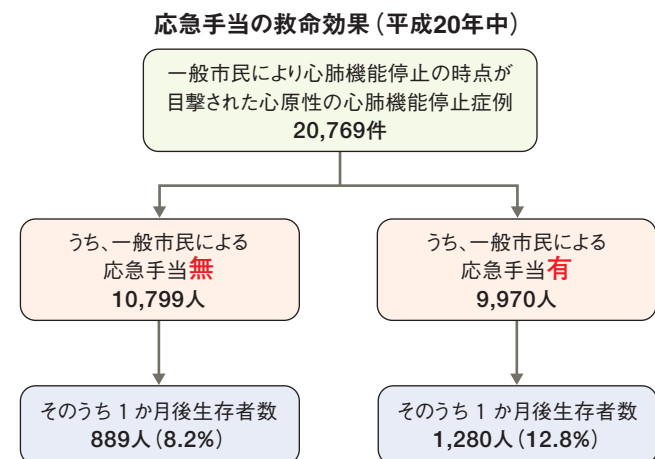 応急手当の救命効果（平成20年中）
一般市民により心肺機能停止の時点が
目撃された心原性の心肺機能停止症例
20,769件
うち、一般市民による
応急手当無
10,799人
うち、一般市民による
応急手当有
9,970人
そのうち 1 か月後生存者数
889人（8.2%）
そのうち 1 か月後生存者数
1,280人（12.8%）